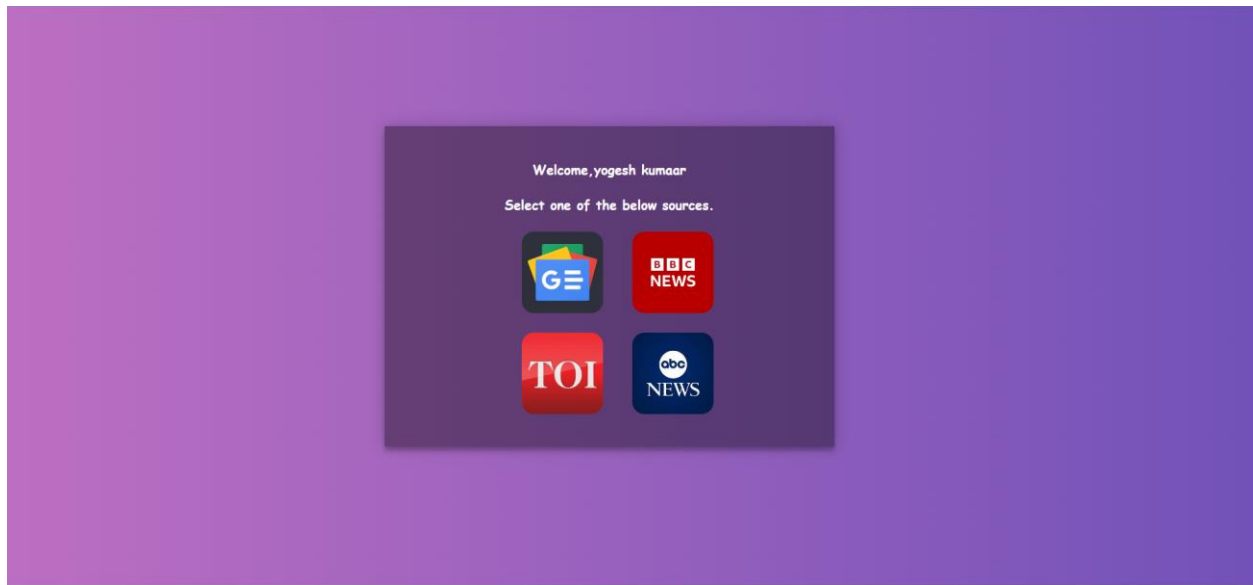 Welcome,yogesh kumaar
Select one of the below sources.
G
BBC
NEWS
TOI
abc
NEWS